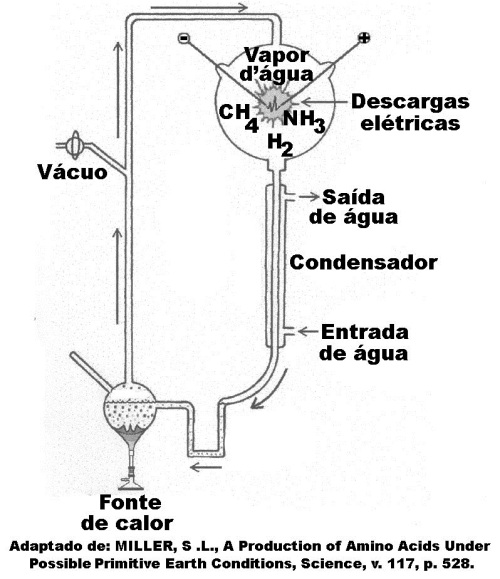 Vapor
d'água
CH4
NH3
H2
Descargas
elétricas
Vácuo
Saída
de água
Condensador
Entrada
de água
Fonte
de calor
Adaptado de: MILLER, S .L., A Production of Amino Acids Under
Possible Primitive Earth Conditions, Science, v. 117, p. 528.